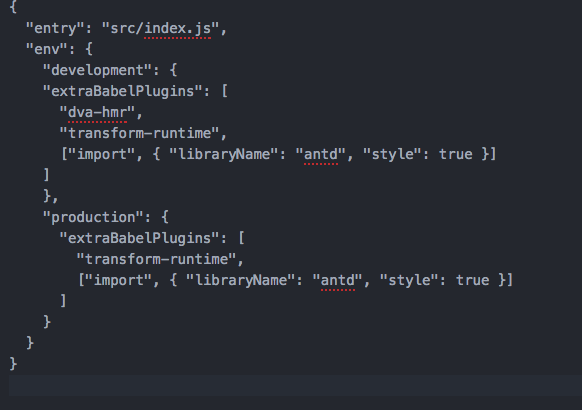 {
  "entry": "src/index.js",
  "env": {
    "development": {
    "extraBabelPlugins": [
      "dva-hmr",
      "transform-runtime",
      ["import", { "libraryName": "antd", "style": true }]
    ]
    },
    "production": {
      "extraBabelPlugins": [
        "transform-runtime",
        ["import", { "libraryName": "antd", "style": true }]
      ]
    }
  }
}